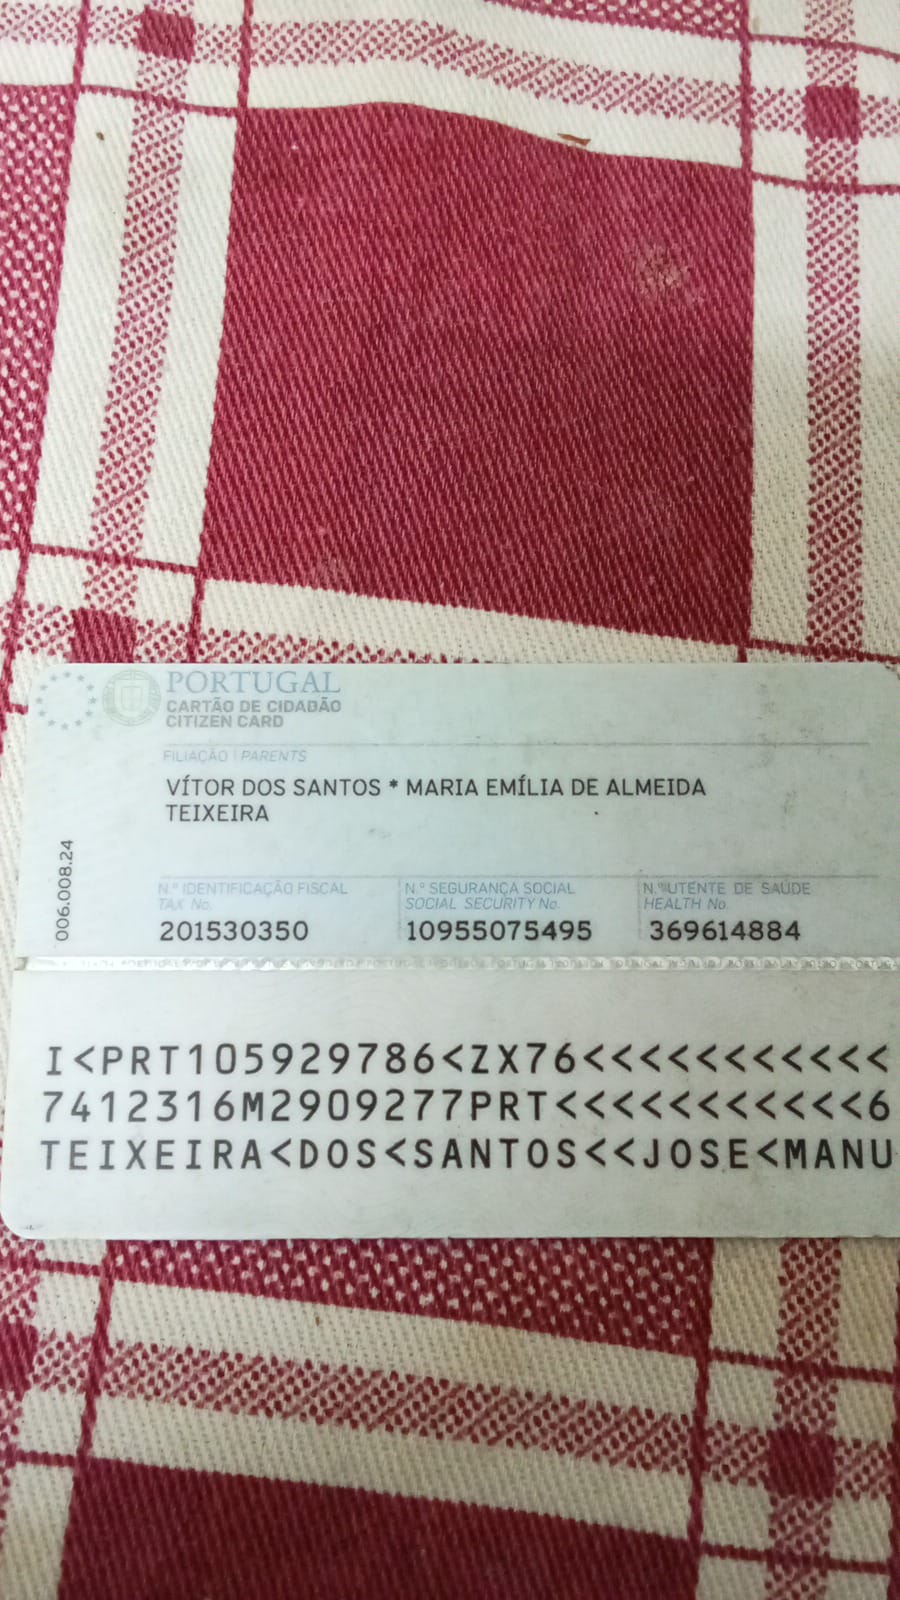 PORTUGAL
CARTÃO DE CIDADÃO
CITIZEN CARD
FILIAÇÃO | PARENTS
VÍTOR DOS SANTOS * MARIA EMÍLIA DE ALMEIDA
TEIXEIRA
006.008.24
N.º IDENTIFICAÇÃO FISCAL
TAX No.
201530350
N.º SEGURANÇA SOCIAL
SOCIAL SECURITY No.
10955075495
N.º UTENTE DE SAÚDE
HEALTH No.
369614884
I<PRT105929786<ZX76<<<<<<<<<<<<
7412316M2909277PRT<<<<<<<<<<<<6
TEIXEIRA<DOS<SANTOS<<JOSE<MANU